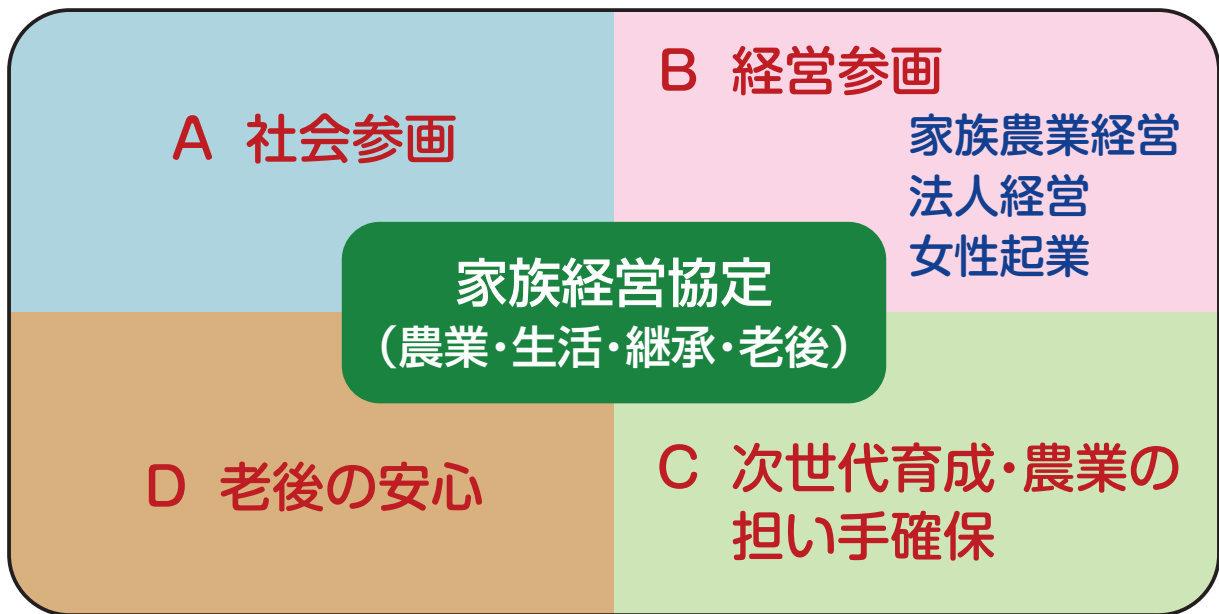 A 社会参画
B 経営参画
家族農業経営
法人経営
女性起業
家族経営協定
（農業・生活・継承・老後）
D 老後の安心
C 次世代育成・農業の
担い手確保